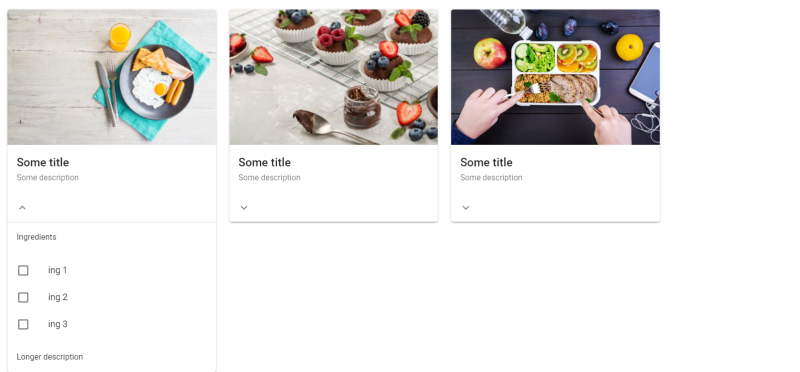 Some title
Some description
Ingredients
ing 1
ing 2
ing 3
Longer description
Some title
Some description
Some title
Some description